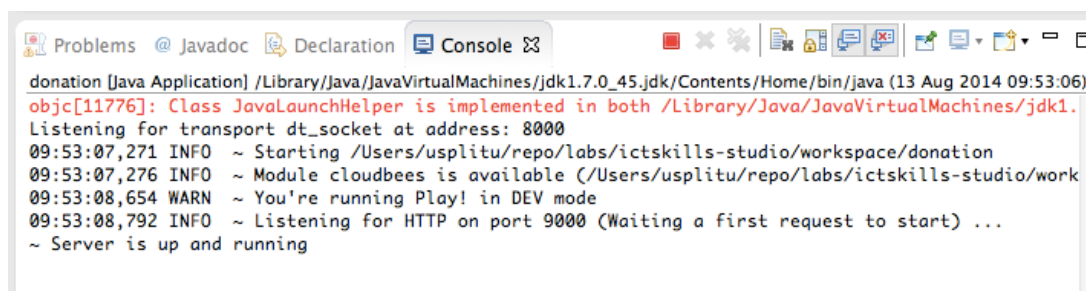 Problems @ Javadoc Declaration Console
donation [Java Application] /Library/Java/JavaVirtualMachines/jdk1.7.0_45.jdk/Contents/Home/bin/java (13 Aug 2014 09:53:06)
objc[11776]: Class JavaLaunchHelper is implemented in both /Library/Java/JavaVirtualMachines/jdk1.
Listening for transport dt_socket at address: 8000
09:53:07,271 INFO  ~ Starting /Users/usplitu/repo/labs/ictskills-studio/workspace/donation
09:53:07,276 INFO  ~ Module cloudbees is available (/Users/usplitu/repo/labs/ictskills-studio/work
09:53:08,654 WARN  ~ You're running Play! in DEV mode
09:53:08,792 INFO  ~ Listening for HTTP on port 9000 (Waiting a first request to start) ...
~ Server is up and running